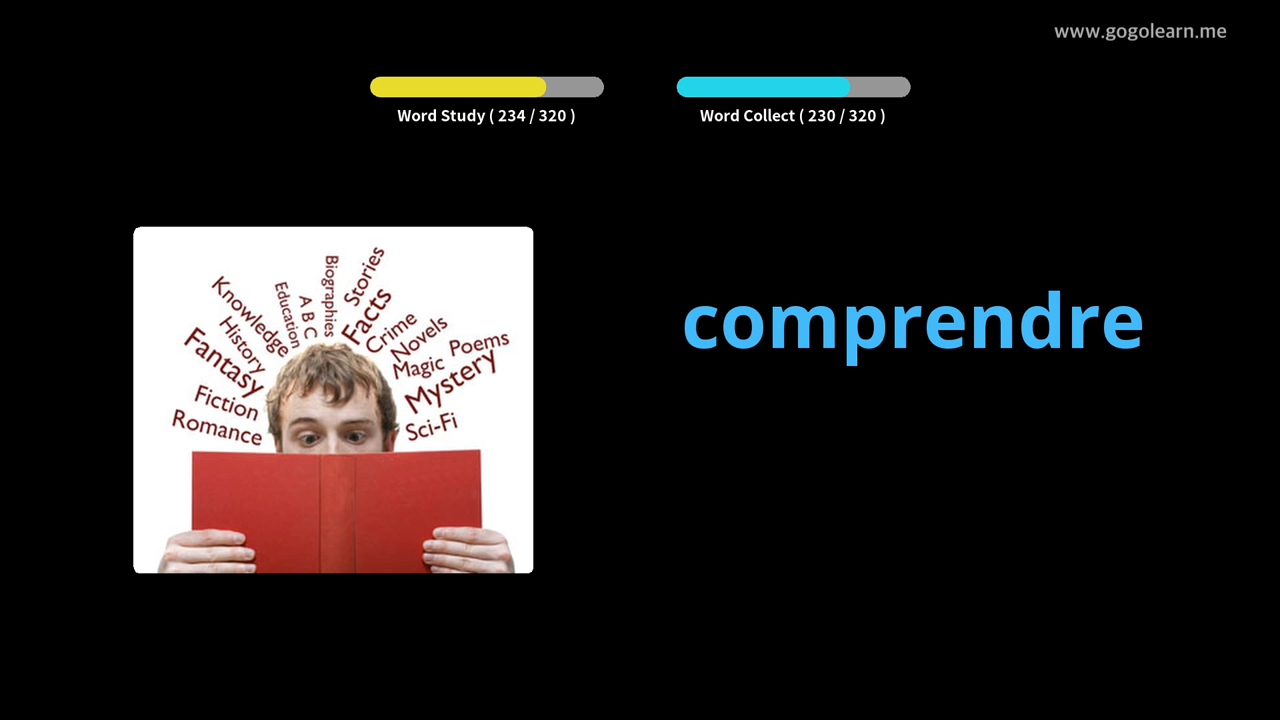 www.gogolearn.me
Word Study ( 234 / 320 )
Word Collect ( 230 / 320 )
Biographies
Stories
Education
A B C
Facts
Knowledge
Crime
History
Novels
Fantasy
Magic
Poems
Mystery
Fiction
Romance
Sci-Fi
comprendre